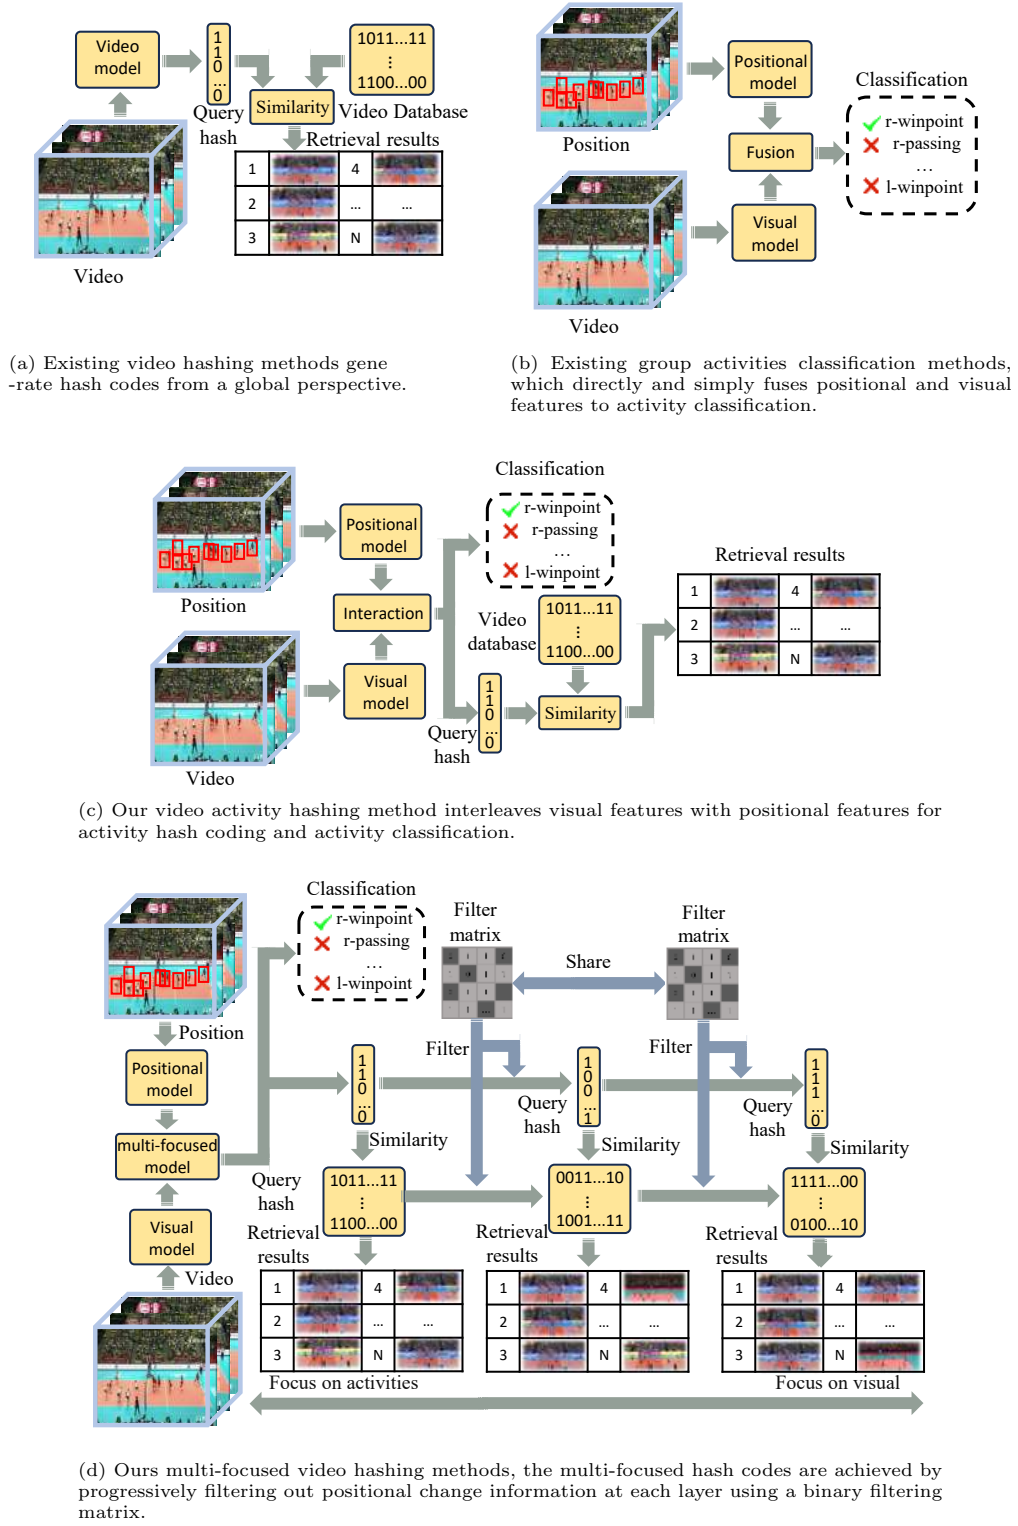 Video
model
1
1
0
...
0
Query
hash
Similarity
1011...11
⋮
1100...00
Video Database
Retrieval results
1 4
2 ... ...
3 N
Video
(a) Existing video hashing methods gene
-rate hash codes from a global perspective.
Position
Positional
model
Fusion
Visual
model
Video
Classification
r-winpoint
r-passing
...
l-winpoint
(b) Existing group activities classification methods,
which directly and simply fuses positional and visual
features to activity classification.
Position
Positional
model
Interaction
Visual
model
Video
Classification
r-winpoint
r-passing
...
l-winpoint
Video
database
1011...11
⋮
1100...00
Query
hash
1
1
0
...
0
Similarity
Retrieval results
1 4
2 ... ...
3 N
(c) Our video activity hashing method interleaves visual features with positional features for
activity hash coding and activity classification.
Classification
r-winpoint
r-passing
...
l-winpoint
Filter
matrix
Share
Filter
matrix
Position
Positional
model
multi-focused
model
Visual
model
Video
Query
hash
1
1
0
...
0
Filter
Query
hash
1
0
0
...
1
Filter
Query
hash
1
1
1
...
0
Similarity
Similarity
Similarity
1011...11
⋮
1100...00
0011...10
⋮
1001...11
1111...00
⋮
0100...10
Retrieval
results
Retrieval
results
Retrieval
results
1 4
2 ... ...
3 N
1 4
2 ... ...
3 N
1 4
2 ... ...
3 N
Focus on activities
Focus on visual
(d) Ours multi-focused video hashing methods, the multi-focused hash codes are achieved by
progressively filtering out positional change information at each layer using a binary filtering
matrix.